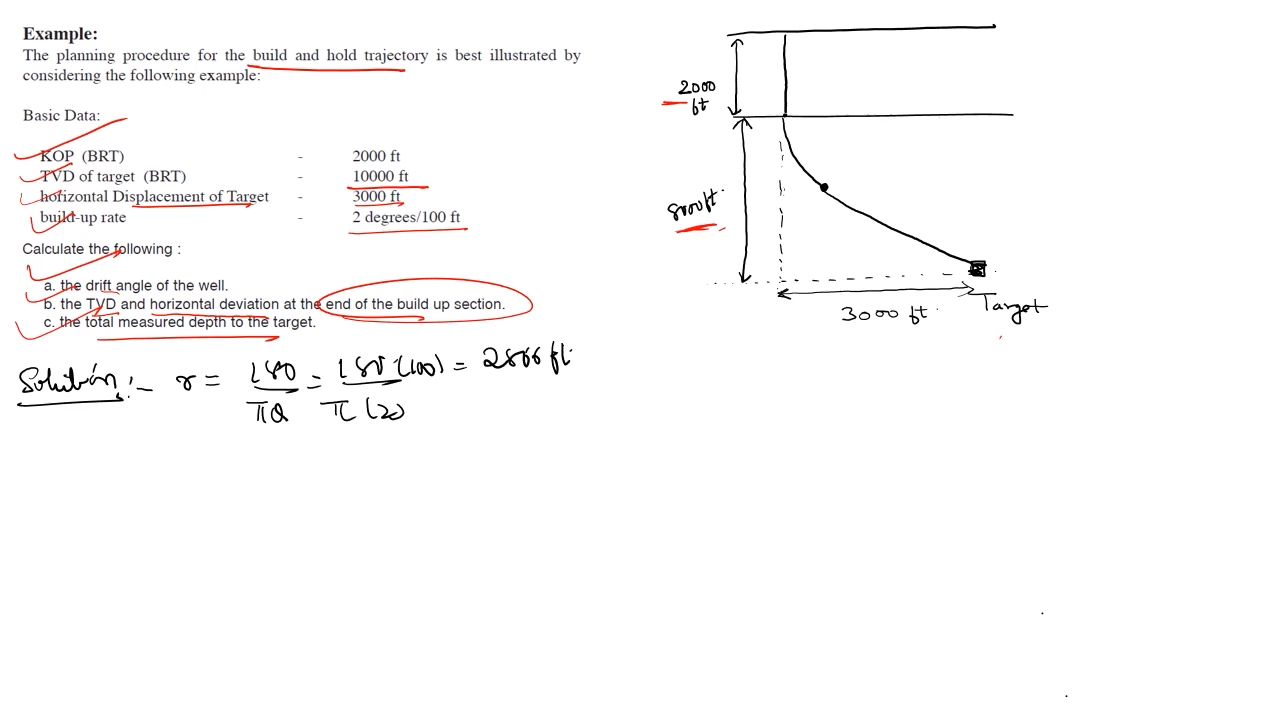 Example:
The planning procedure for the build and hold trajectory is best illustrated by
considering the following example:
Basic Data:
KOP (BRT) - 2000 ft
TVD of target (BRT) - 10000 ft
horizontal Displacement of Target - 3000 ft
build-up rate - 2 degrees/100 ft
Calculate the following :
a. the drift angle of the well.
b. the TVD and horizontal deviation at the end of the build up section.
c. the total measured depth to the target.
Solution:- r = 180 / πα = 180 (100) / π (2) = 2866 ft
2000
ft
8000 ft
3000 ft
Target